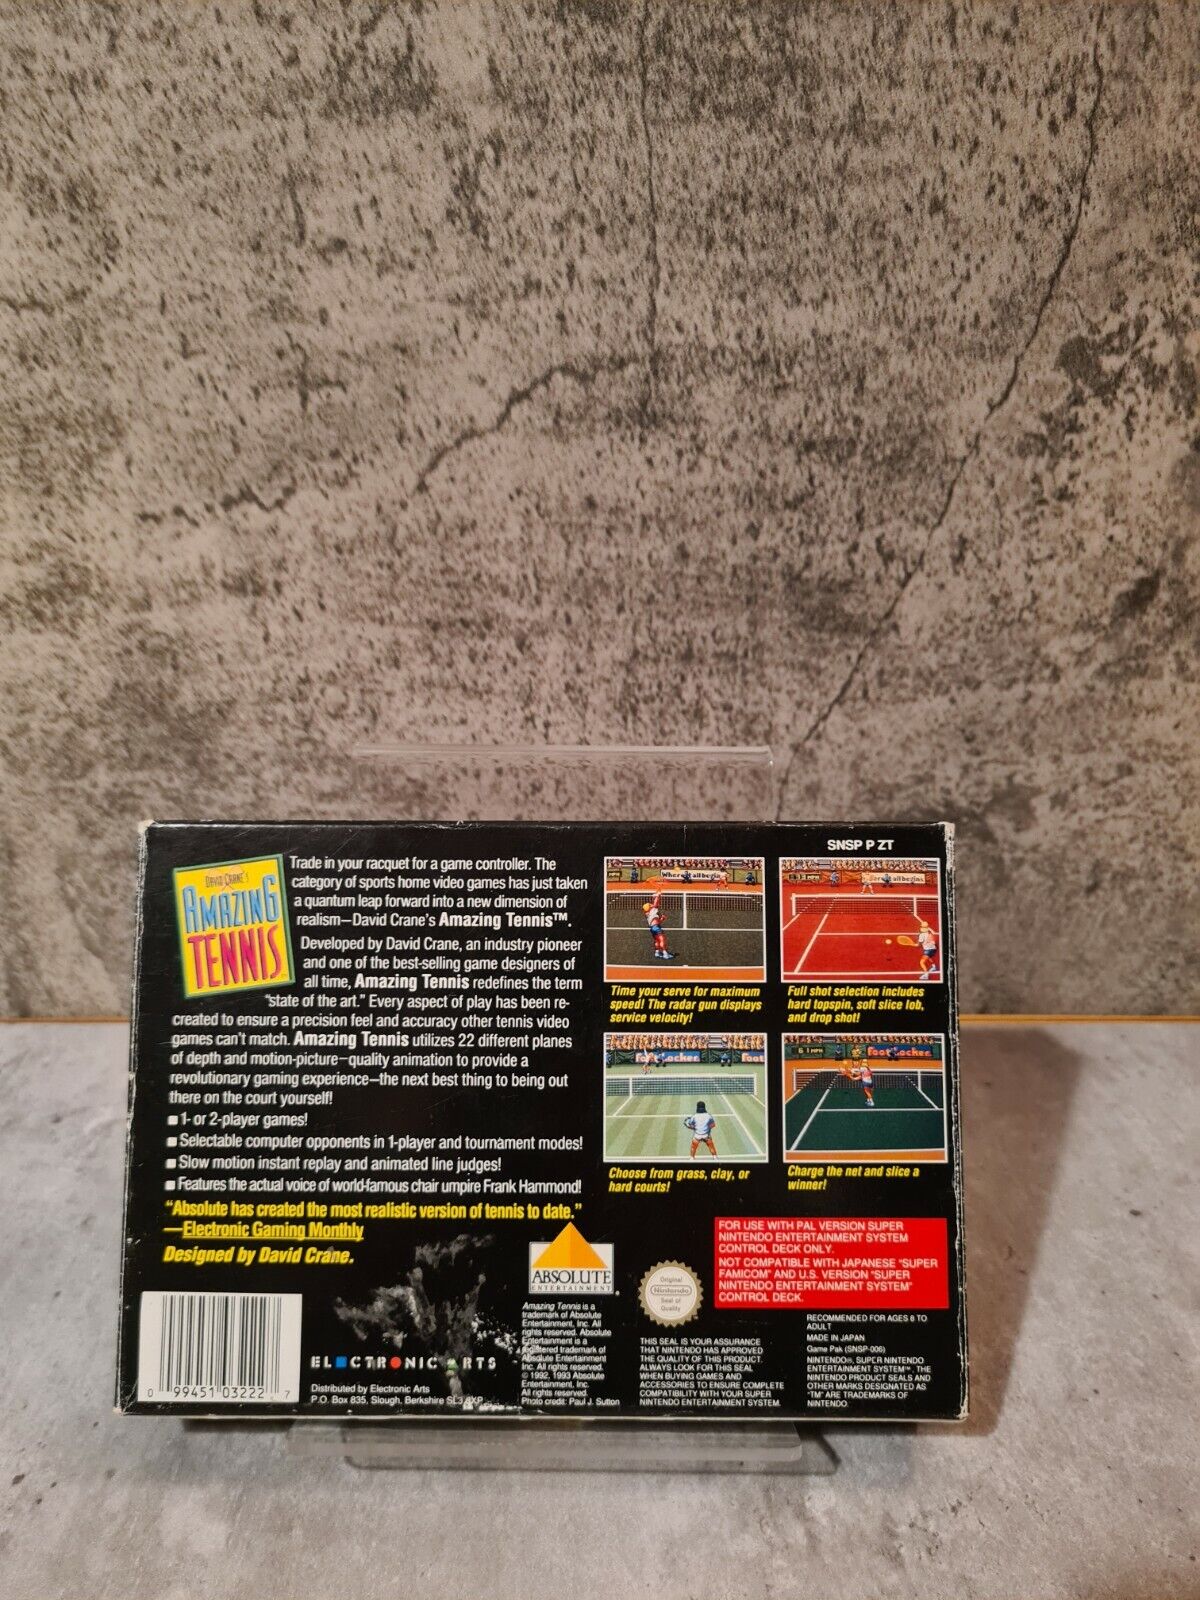 SNSP P ZT
DAVID CRANE'S
AMAZING
TENNIS
Trade in your racquet for a game controller. The
category of sports home video games has just taken
a quantum leap forward into a new dimension of
realism—David Crane's Amazing Tennis™.
Developed by David Crane, an industry pioneer
and one of the best-selling game designers of
all time, Amazing Tennis redefines the term
"state of the art." Every aspect of play has been re-
created to ensure a precision feel and accuracy other tennis video
games can't match. Amazing Tennis utilizes 22 different planes
of depth and motion-picture—quality animation to provide a
revolutionary gaming experience—the next best thing to being out
there on the court yourself!
■ 1- or 2-player games!
■ Selectable computer opponents in 1-player and tournament modes!
■ Slow motion instant replay and animated line judges!
■ Features the actual voice of world-famous chair umpire Frank Hammond!
"Absolute has created the most realistic version of tennis to date."
—Electronic Gaming Monthly
Designed by David Crane.
Where it all begins
Time your serve for maximum
speed! The radar gun displays
service velocity!
MPH
it all begins
Full shot selection includes
hard topspin, soft slice lob,
and drop shot!
Foot Locker
Foot
Choose from grass, clay, or
hard courts!
61 MPH
Foot Locker
Charge the net and slice a
winner!
FOR USE WITH PAL VERSION SUPER
NINTENDO ENTERTAINMENT SYSTEM
CONTROL DECK ONLY.
NOT COMPATIBLE WITH JAPANESE "SUPER
FAMICOM" AND U.S. VERSION "SUPER
NINTENDO ENTERTAINMENT SYSTEM"
CONTROL DECK.
0 99451 03222 7
ELECTRONIC ARTS
Distributed by Electronic Arts
P.O. Box 835, Slough, Berkshire SL3 8XP
ABSOLUTE
ENTERTAINMENT®
Amazing Tennis is a
trademark of Absolute
Entertainment, Inc. All
rights reserved. Absolute
Entertainment is a
registered trademark of
Absolute Entertainment
Inc. All rights reserved.
© 1992, 1993 Absolute
Entertainment, Inc.
All rights reserved.
Photo credit: Paul J. Sutton
Original
Nintendo
Seal of
Quality
THIS SEAL IS YOUR ASSURANCE
THAT NINTENDO HAS APPROVED
THE QUALITY OF THIS PRODUCT.
ALWAYS LOOK FOR THIS SEAL
WHEN BUYING GAMES AND
ACCESSORIES TO ENSURE COMPLETE
COMPATIBILITY WITH YOUR SUPER
NINTENDO ENTERTAINMENT SYSTEM.
RECOMMENDED FOR AGES 8 TO
ADULT
MADE IN JAPAN
Game Pak (SNSP-006)
NINTENDO®, SUPER NINTENDO
ENTERTAINMENT SYSTEM™, THE
NINTENDO PRODUCT SEALS AND
OTHER MARKS DESIGNATED AS
"TM" ARE TRADEMARKS OF
NINTENDO.